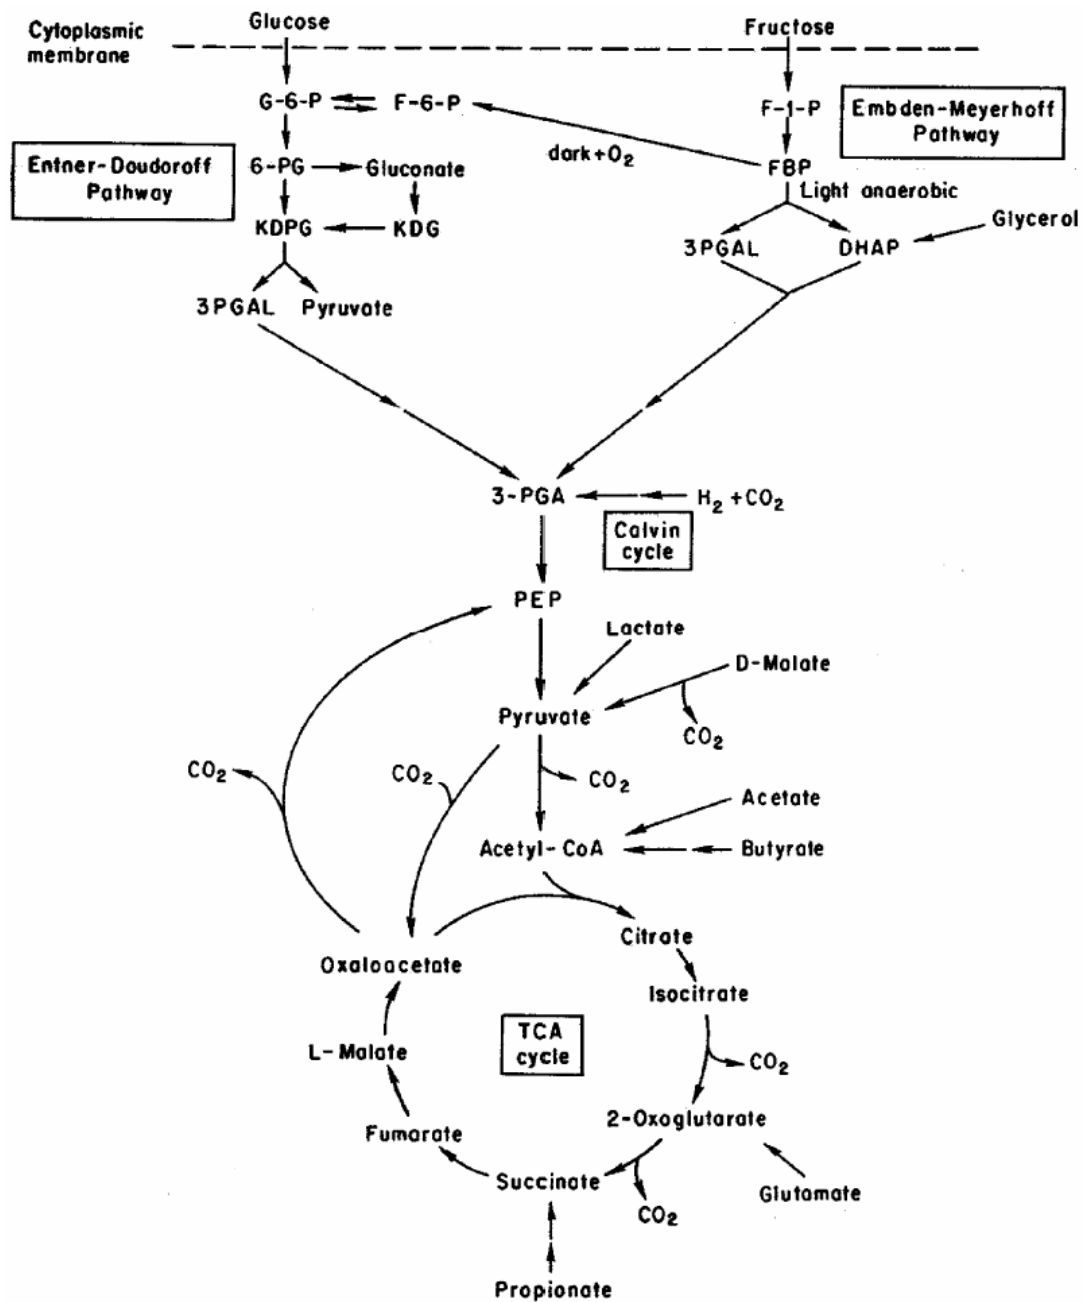 Cytoplasmic
membrane
Glucose
Fructose
G-6-P
F-6-P
F-1-P
Embden-Meyerhoff
Pathway
dark+O2
FBP
Entner-Doudoroff
Pathway
6-PG
Gluconate
Light anaerobic
KDPG
KDG
Glycerol
3PGAL
DHAP
3PGAL
Pyruvate
3-PGA
H2 +CO2
Calvin
cycle
PEP
Lactate
D-Malate
Pyruvate
CO2
CO2
CO2
CO2
Acetate
Acetyl-CoA
Butyrate
Citrate
Oxaloacetate
Isocitrate
TCA
cycle
L-Malate
CO2
2-Oxoglutarate
Fumarate
Succinate
Glutamate
CO2
Propionate